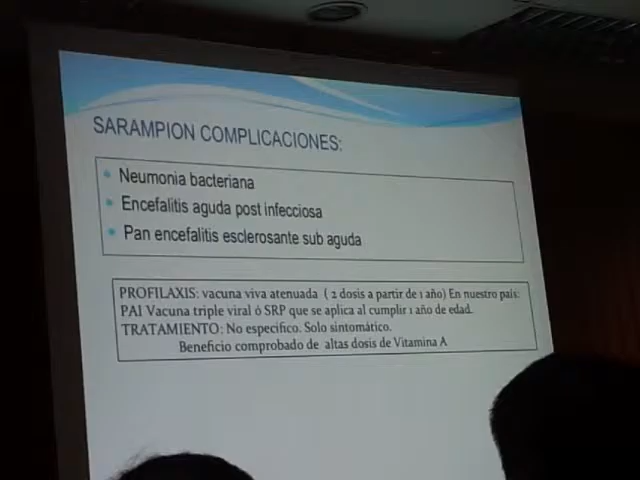 SARAMPION COMPLICACIONES:
Neumonia bacteriana
Encefalitis aguda post infecciosa
Pan encefalitis esclerosante sub aguda
PROFILAXIS: vacuna viva atenuada ( 2 dosis a partir de 1 año) En nuestro país:
PAI Vacuna triple viral ó SRP que se aplica al cumplir 1 año de edad.
TRATAMIENTO: No especifico. Solo sintomático.
Beneficio comprobado de altas dosis de Vitamina A